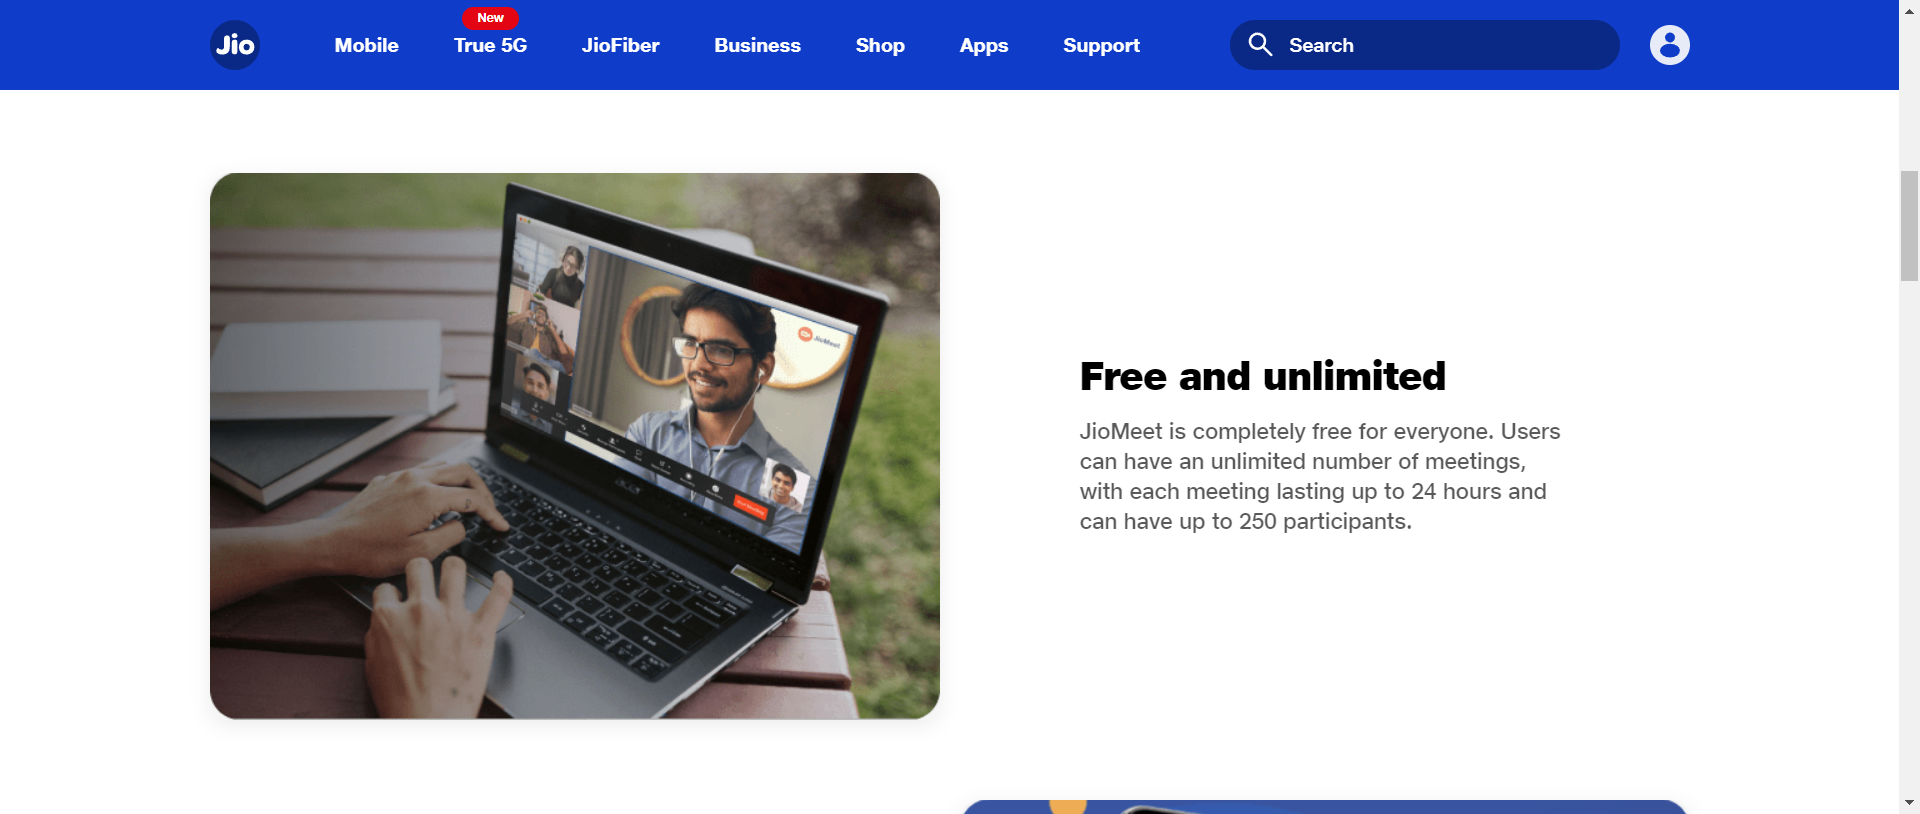 Jio
Mobile
New
True 5G
JioFiber
Business
Shop
Apps
Support
Search
JioMeet
acer
Free and unlimited
JioMeet is completely free for everyone. Users
can have an unlimited number of meetings,
with each meeting lasting up to 24 hours and
can have up to 250 participants.